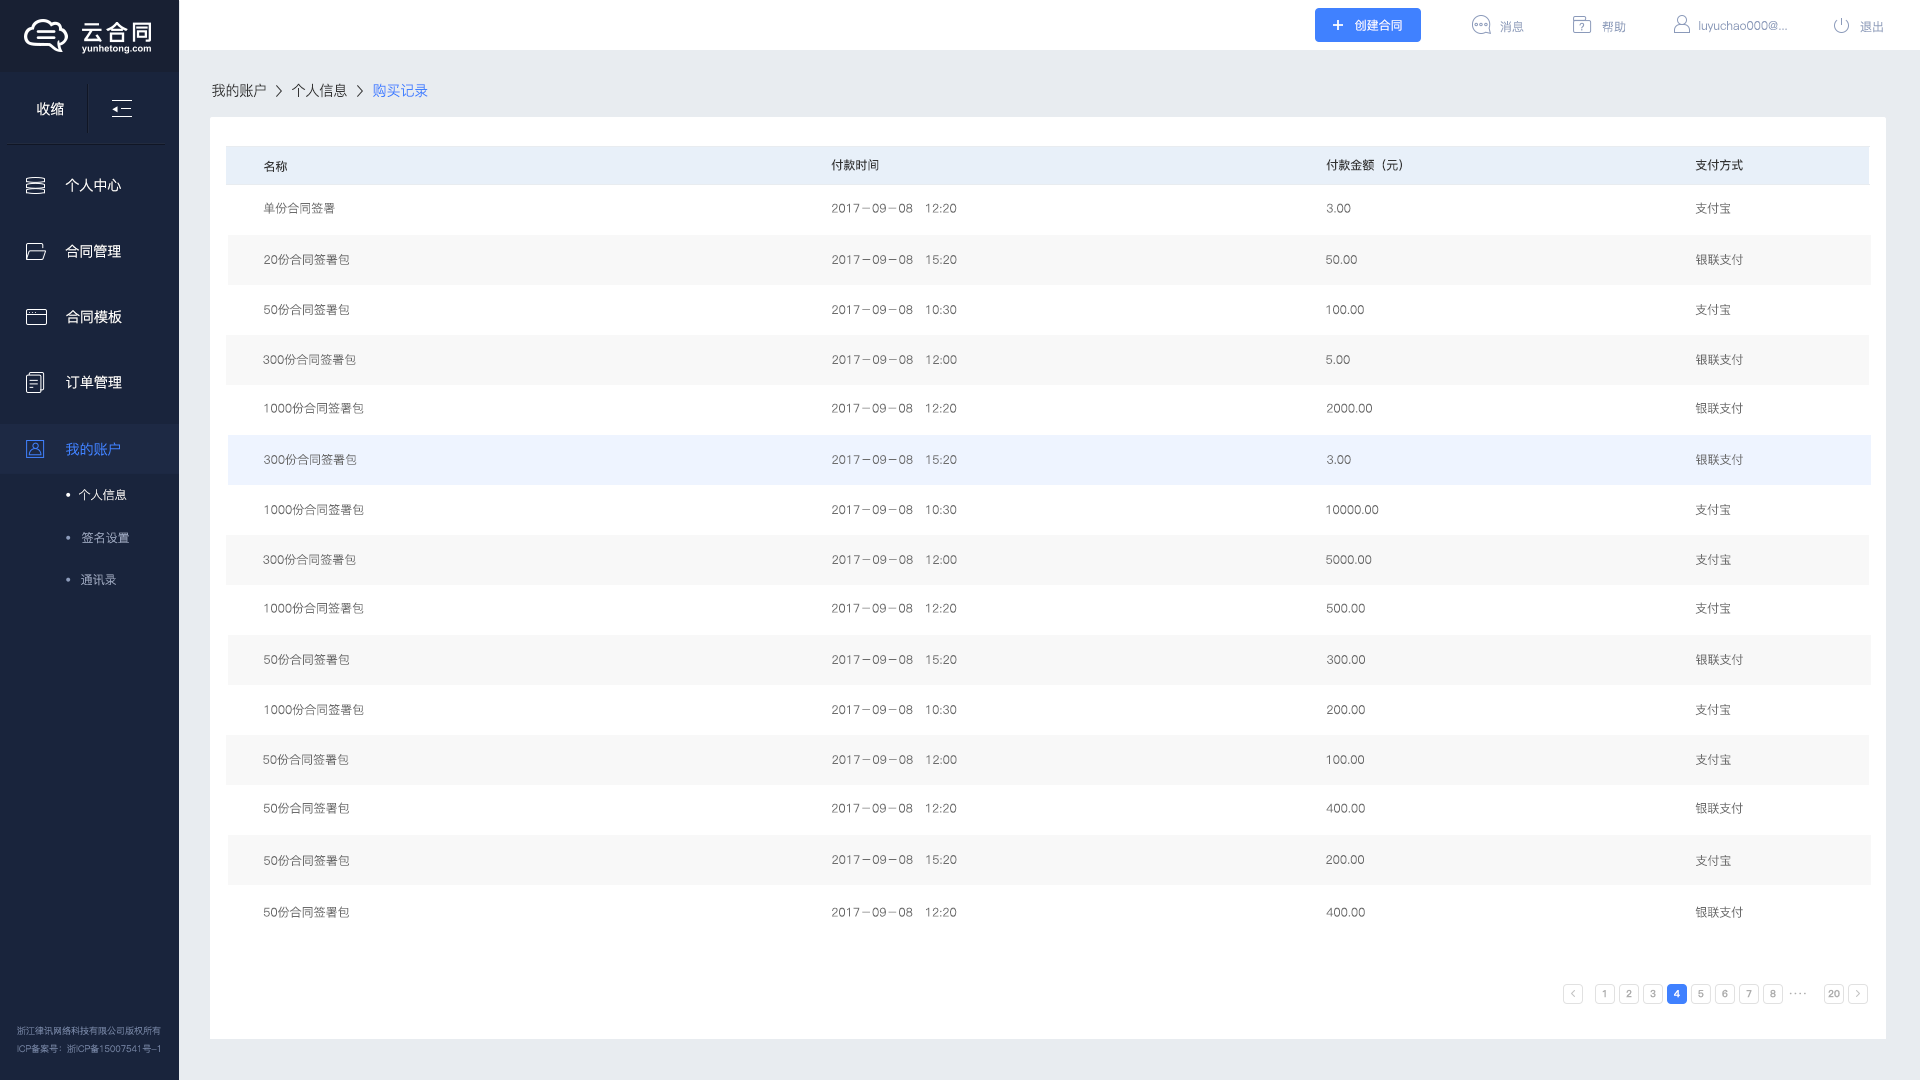 云合同
yunhetong.com
+ 创建合同
消息
帮助
luyuchao000@...
退出
收缩
个人中心
合同管理
合同模板
订单管理
我的账户
• 个人信息
• 签名设置
• 通讯录
浙江律讯网络科技有限公司版权所有
ICP备案号：浙ICP备15007541号-1
我的账户 > 个人信息 > 购买记录
名称 付款时间 付款金额（元） 支付方式
单份合同签署 2017-09-08 12:20 3.00 支付宝
20份合同签署包 2017-09-08 15:20 50.00 银联支付
50份合同签署包 2017-09-08 10:30 100.00 支付宝
300份合同签署包 2017-09-08 12:00 5.00 银联支付
1000份合同签署包 2017-09-08 12:20 2000.00 银联支付
300份合同签署包 2017-09-08 15:20 3.00 银联支付
1000份合同签署包 2017-09-08 10:30 10000.00 支付宝
300份合同签署包 2017-09-08 12:00 5000.00 支付宝
1000份合同签署包 2017-09-08 12:20 500.00 支付宝
50份合同签署包 2017-09-08 15:20 300.00 银联支付
1000份合同签署包 2017-09-08 10:30 200.00 支付宝
50份合同签署包 2017-09-08 12:00 100.00 支付宝
50份合同签署包 2017-09-08 12:20 400.00 银联支付
50份合同签署包 2017-09-08 15:20 200.00 支付宝
50份合同签署包 2017-09-08 12:20 400.00 银联支付
< 1 2 3 4 5 6 7 8 ···· 20 >